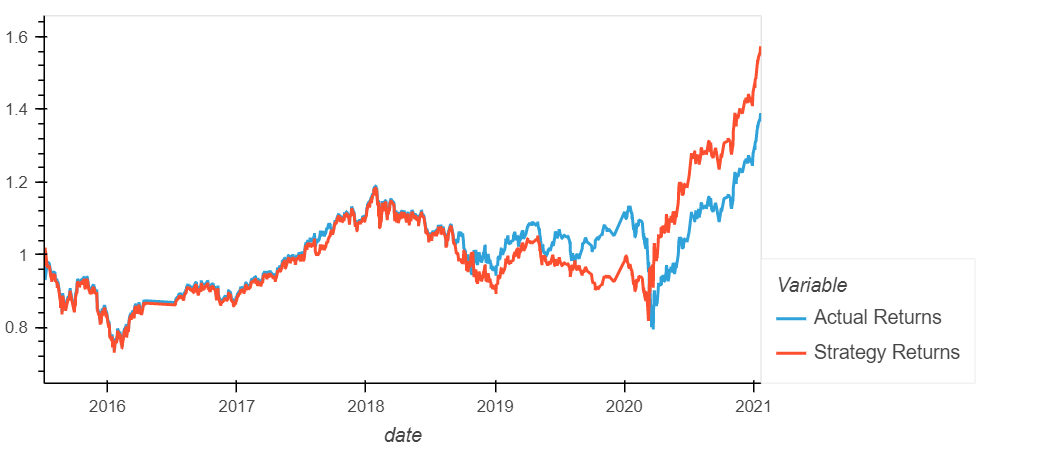 1.6
1.4
1.2
1
0.8
2016 2017 2018 2019 2020 2021
date
Variable
Actual Returns
Strategy Returns